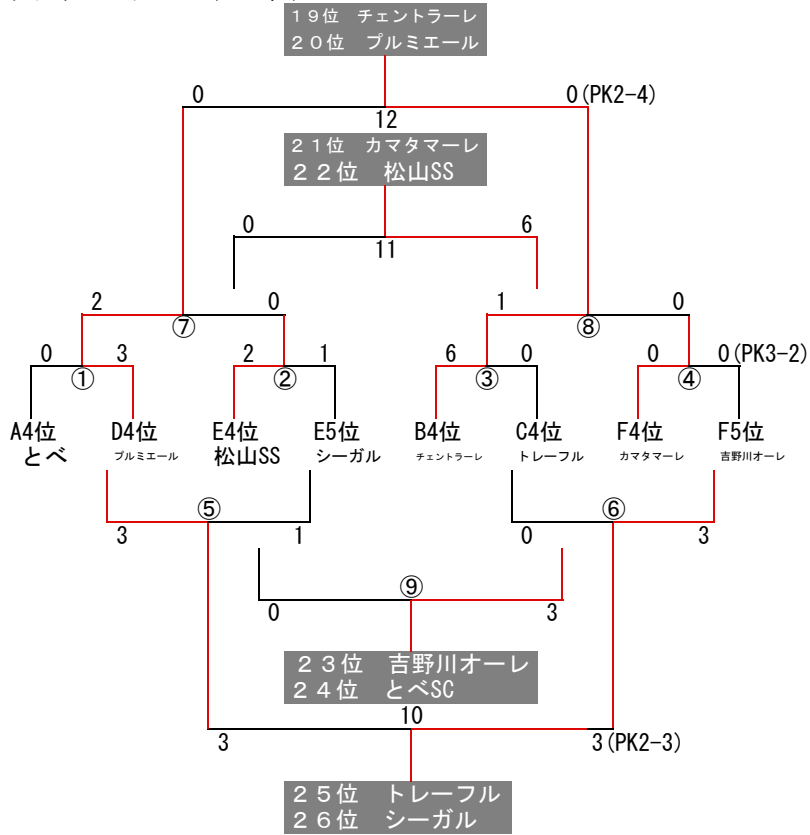 19位 チェントラーレ
20位 プルミエール
0
0(PK2-4)
12
21位 カマタマーレ
22位 松山SS
0
6
11
2
0
1
0
⑦
⑧
0
3
2
1
6
0
0
0(PK3-2)
①
②
③
④
A4位
D4位
E4位
E5位
B4位
C4位
F4位
F5位
とべ
プルミエール
松山SS
シーガル
チェントラーレ
トレーフル
カマタマーレ
吉野川オーレ
⑤
⑥
3
1
0
3
⑨
0
3
23位 吉野川オーレ
24位 とべSC
10
3
3(PK2-3)
25位 トレーフル
26位 シーガル